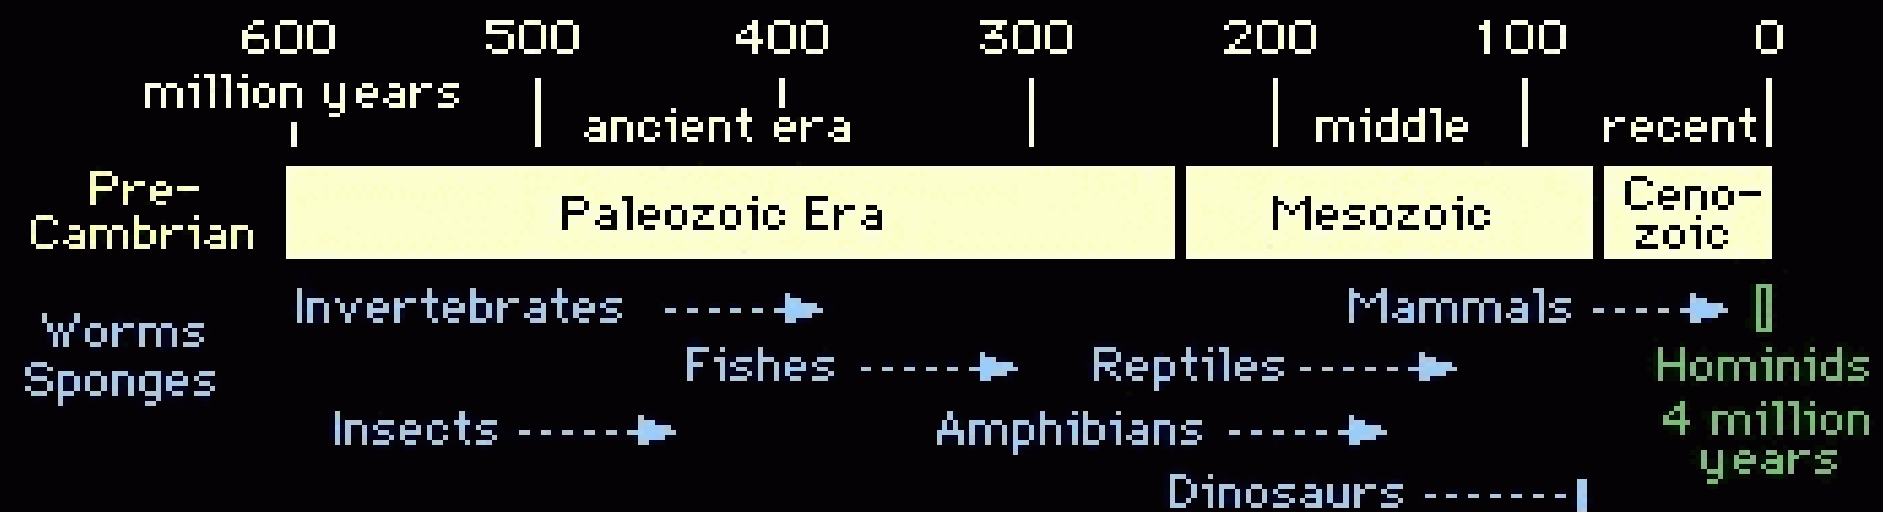 600 500 400 300 200 100 0
million years
ancient era middle recent
Pre-
Cambrian
Paleozoic Era Mesozoic Ceno-
zoic
Invertebrates Mammals
Worms
Sponges
Fishes Reptiles Hominids
4 million
years
Insects Amphibians
Dinosaurs